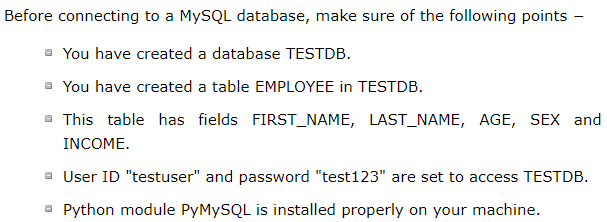 Before connecting to a MySQL database, make sure of the following points −
You have created a database TESTDB.
You have created a table EMPLOYEE in TESTDB.
This table has fields FIRST_NAME, LAST_NAME, AGE, SEX and
INCOME.
User ID "testuser" and password "test123" are set to access TESTDB.
Python module PyMySQL is installed properly on your machine.